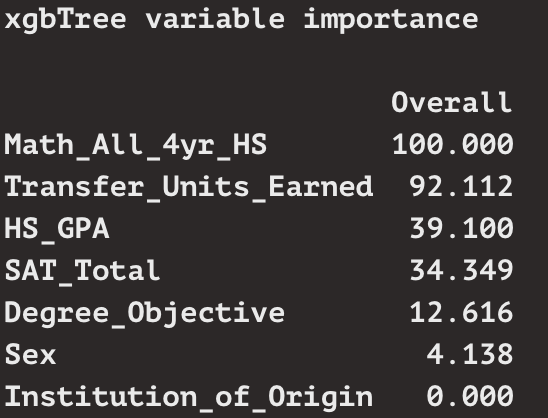 xgbTree variable importance
Overall
Math_All_4yr_HS 100.000
Transfer_Units_Earned 92.112
HS_GPA 39.100
SAT_Total 34.349
Degree_Objective 12.616
Sex 4.138
Institution_of_Origin 0.000